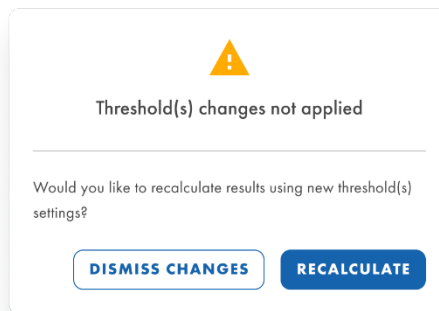 Threshold(s) changes not applied
Would you like to recalculate results using new threshold(s)
settings?
DISMISS CHANGES
RECALCULATE